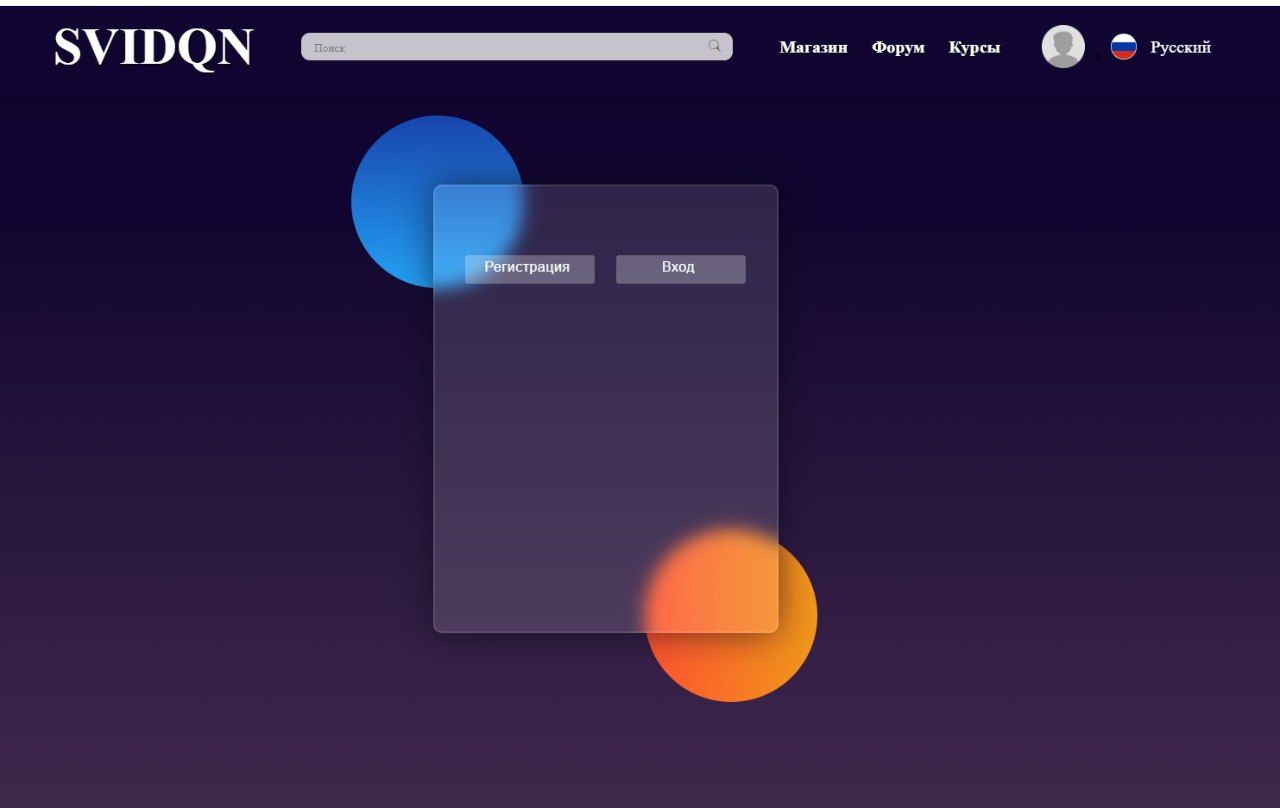 SVIDQN
Поиск
Магазин Форум Курсы
Русский
Регистрация Вход